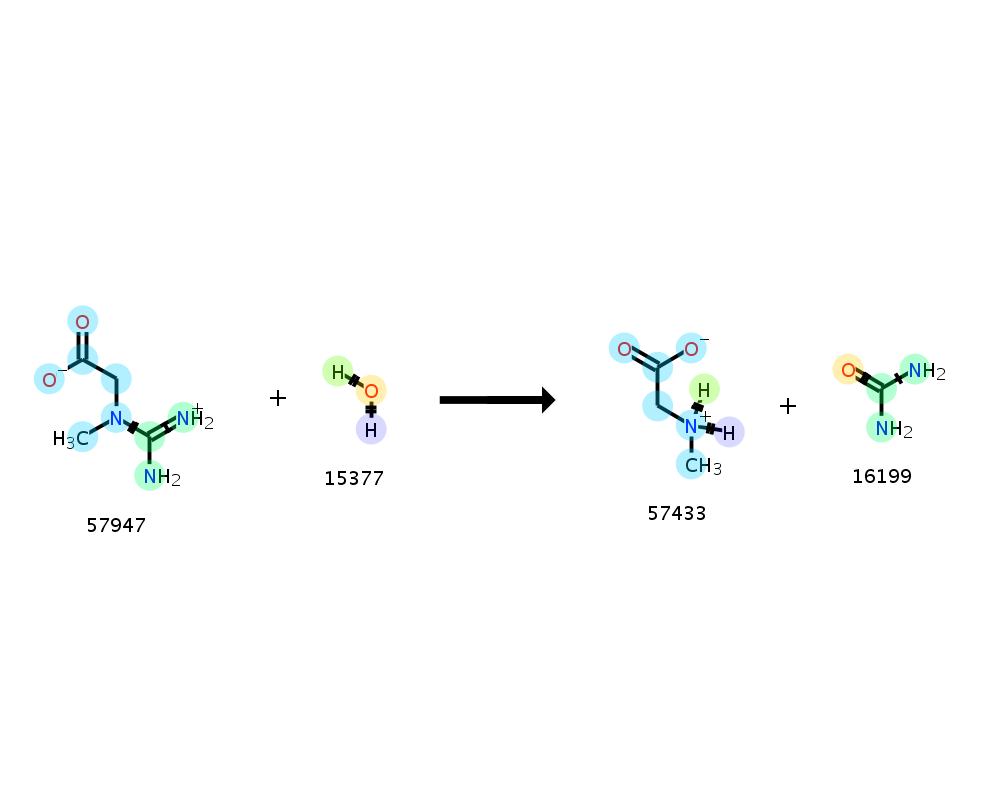 O
O⁻
N
NH₂⁺
H₃C
NH₂
57947
+
H
O
H
15377
O
O⁻
H
N⁺
H
CH₃
57433
+
O
NH₂
NH₂
16199